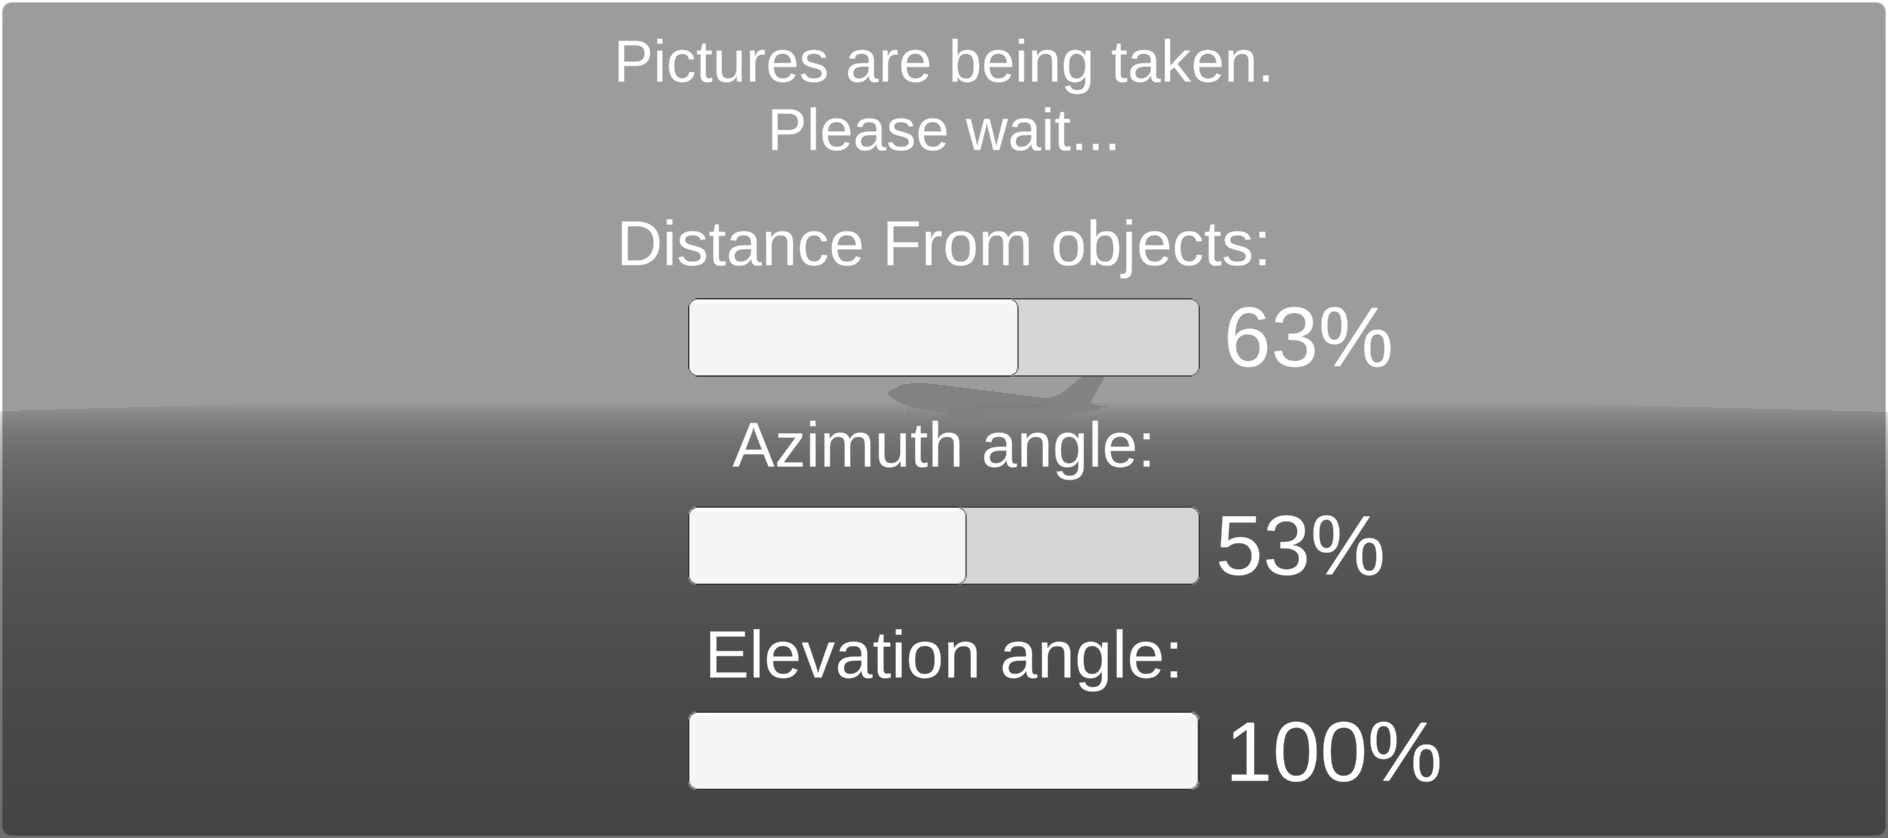 Pictures are being taken.
Please wait...
Distance From objects:
63%
Azimuth angle:
53%
Elevation angle:
100%